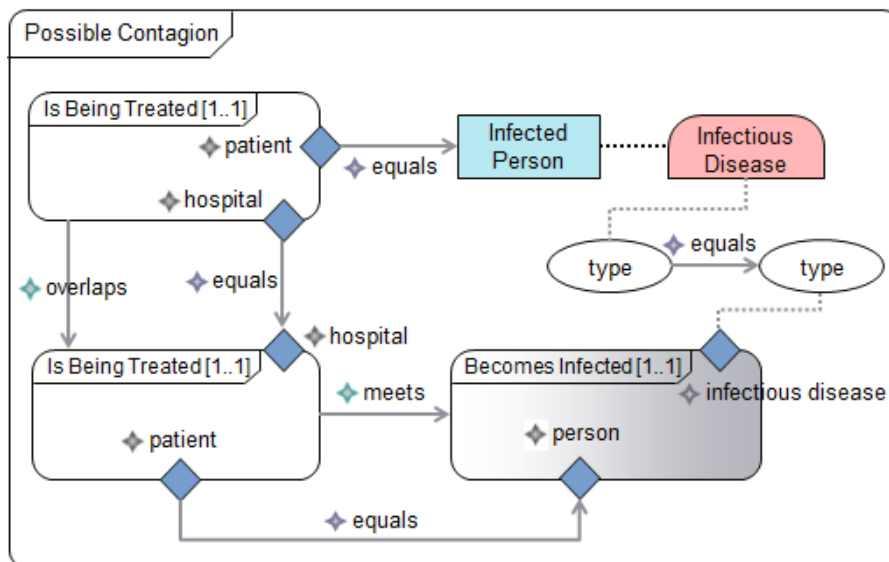 Possible Contagion
Is Being Treated [1..1]
patient
equals
Infected
Person
Infectious
Disease
hospital
overlaps
equals
type
equals
type
hospital
Is Being Treated [1..1]
meets
Becomes Infected [1..1]
infectious disease
patient
person
equals